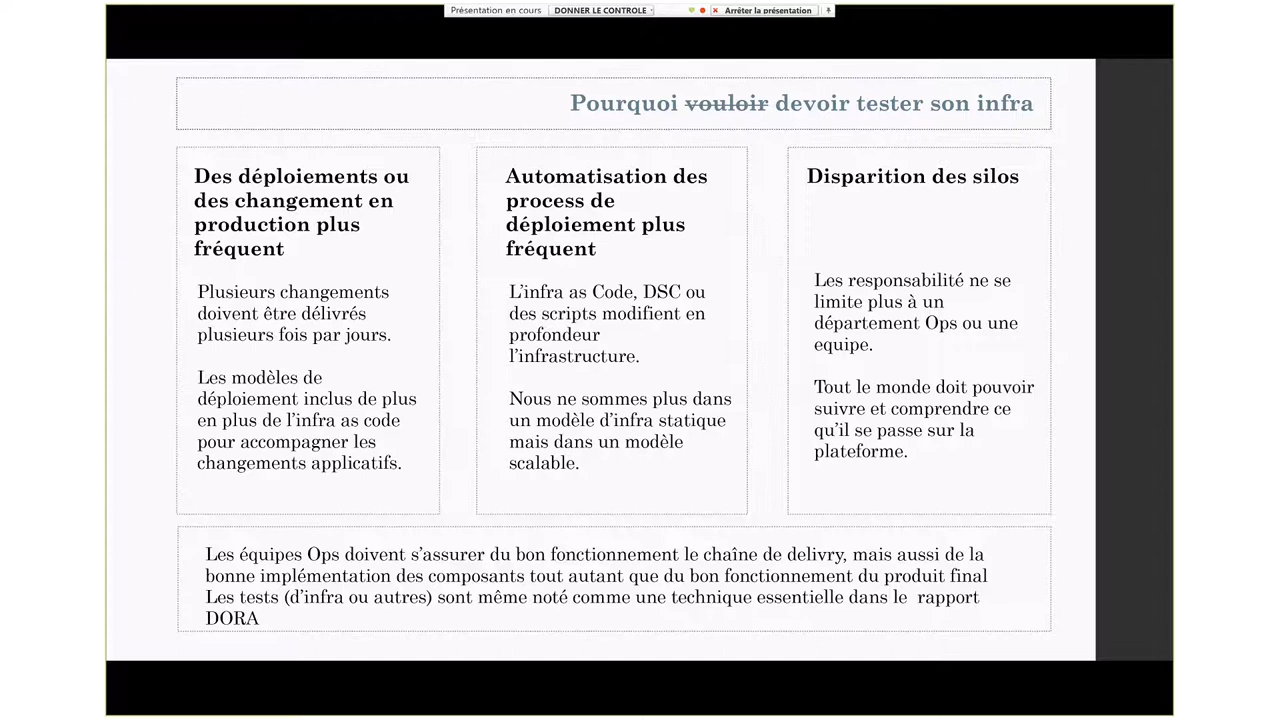 Présentation en cours DONNER LE CONTROLE Arrêter la présentation
Pourquoi vouloir devoir tester son infra
Des déploiements ou
des changement en
production plus
fréquent
Plusieurs changements
doivent être délivrés
plusieurs fois par jours.
Les modèles de
déploiement inclus de plus
en plus de l’infra as code
pour accompagner les
changements applicatifs.
Automatisation des
process de
déploiement plus
fréquent
L’infra as Code, DSC ou
des scripts modifient en
profondeur
l’infrastructure.
Nous ne sommes plus dans
un modèle d’infra statique
mais dans un modèle
scalable.
Disparition des silos
Les responsabilité ne se
limite plus à un
département Ops ou une
equipe.
Tout le monde doit pouvoir
suivre et comprendre ce
qu’il se passe sur la
plateforme.
Les équipes Ops doivent s’assurer du bon fonctionnement le chaîne de delivry, mais aussi de la
bonne implémentation des composants tout autant que du bon fonctionnement du produit final
Les tests (d’infra ou autres) sont même noté comme une technique essentielle dans le rapport
DORA